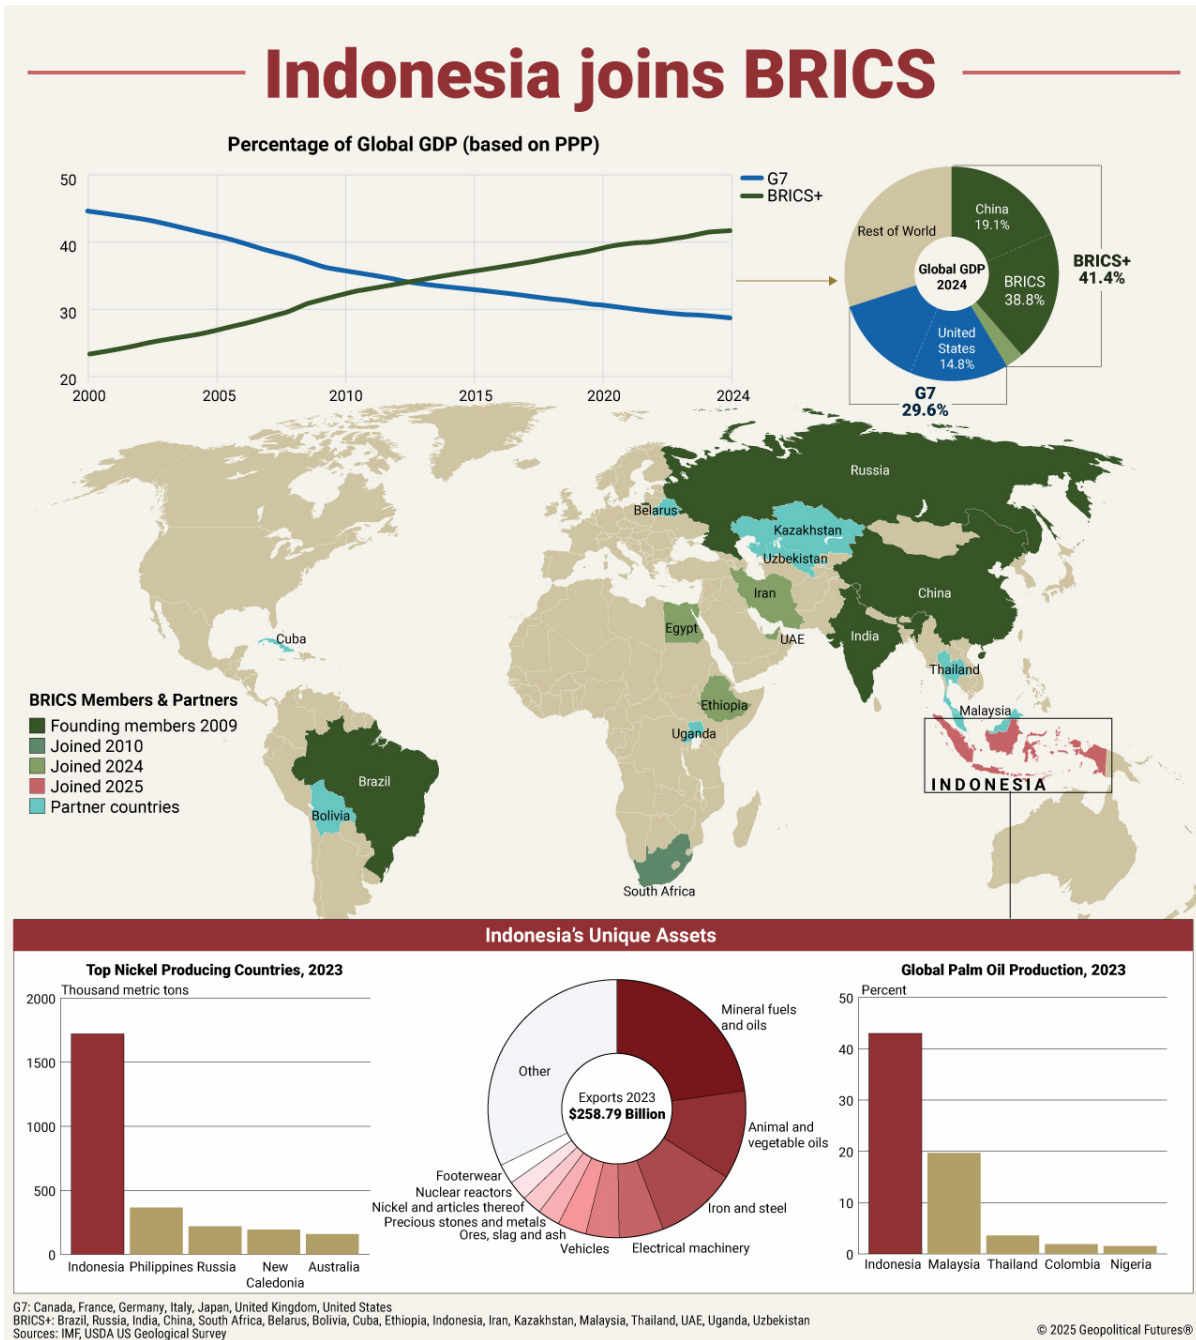 Indonesia joins BRICS
Percentage of Global GDP (based on PPP)
50
40
30
20
2000
2005
2010
2015
2020
2024
G7
BRICS+
Rest of World
China
19.1%
Global GDP
2024
BRICS
38.8%
United
States
14.8%
BRICS+
41.4%
G7
29.6%
Russia
Belarus
Kazakhstan
Uzbekistan
Iran
China
Egypt
UAE
India
Cuba
Thailand
Ethiopia
Malaysia
Uganda
INDONESIA
Brazil
Bolivia
South Africa
BRICS Members & Partners
Founding members 2009
Joined 2010
Joined 2024
Joined 2025
Partner countries
Indonesia's Unique Assets
Top Nickel Producing Countries, 2023
Thousand metric tons
2000
1500
1000
500
0
Indonesia
Philippines
Russia
New
Caledonia
Australia
Exports 2023
$258.79 Billion
Mineral fuels
and oils
Animal and
vegetable oils
Iron and steel
Electrical machinery
Vehicles
Ores, slag and ash
Precious stones and metals
Nickel and articles thereof
Nuclear reactors
Footwear
Other
Global Palm Oil Production, 2023
Percent
50
40
30
20
10
0
Indonesia
Malaysia
Thailand
Colombia
Nigeria
G7: Canada, France, Germany, Italy, Japan, United Kingdom, United States
BRICS+: Brazil, Russia, India, China, South Africa, Belarus, Bolivia, Cuba, Ethiopia, Indonesia, Iran, Kazakhstan, Malaysia, Thailand, UAE, Uganda, Uzbekistan
Sources: IMF, USDA US Geological Survey
© 2025 Geopolitical Futures®